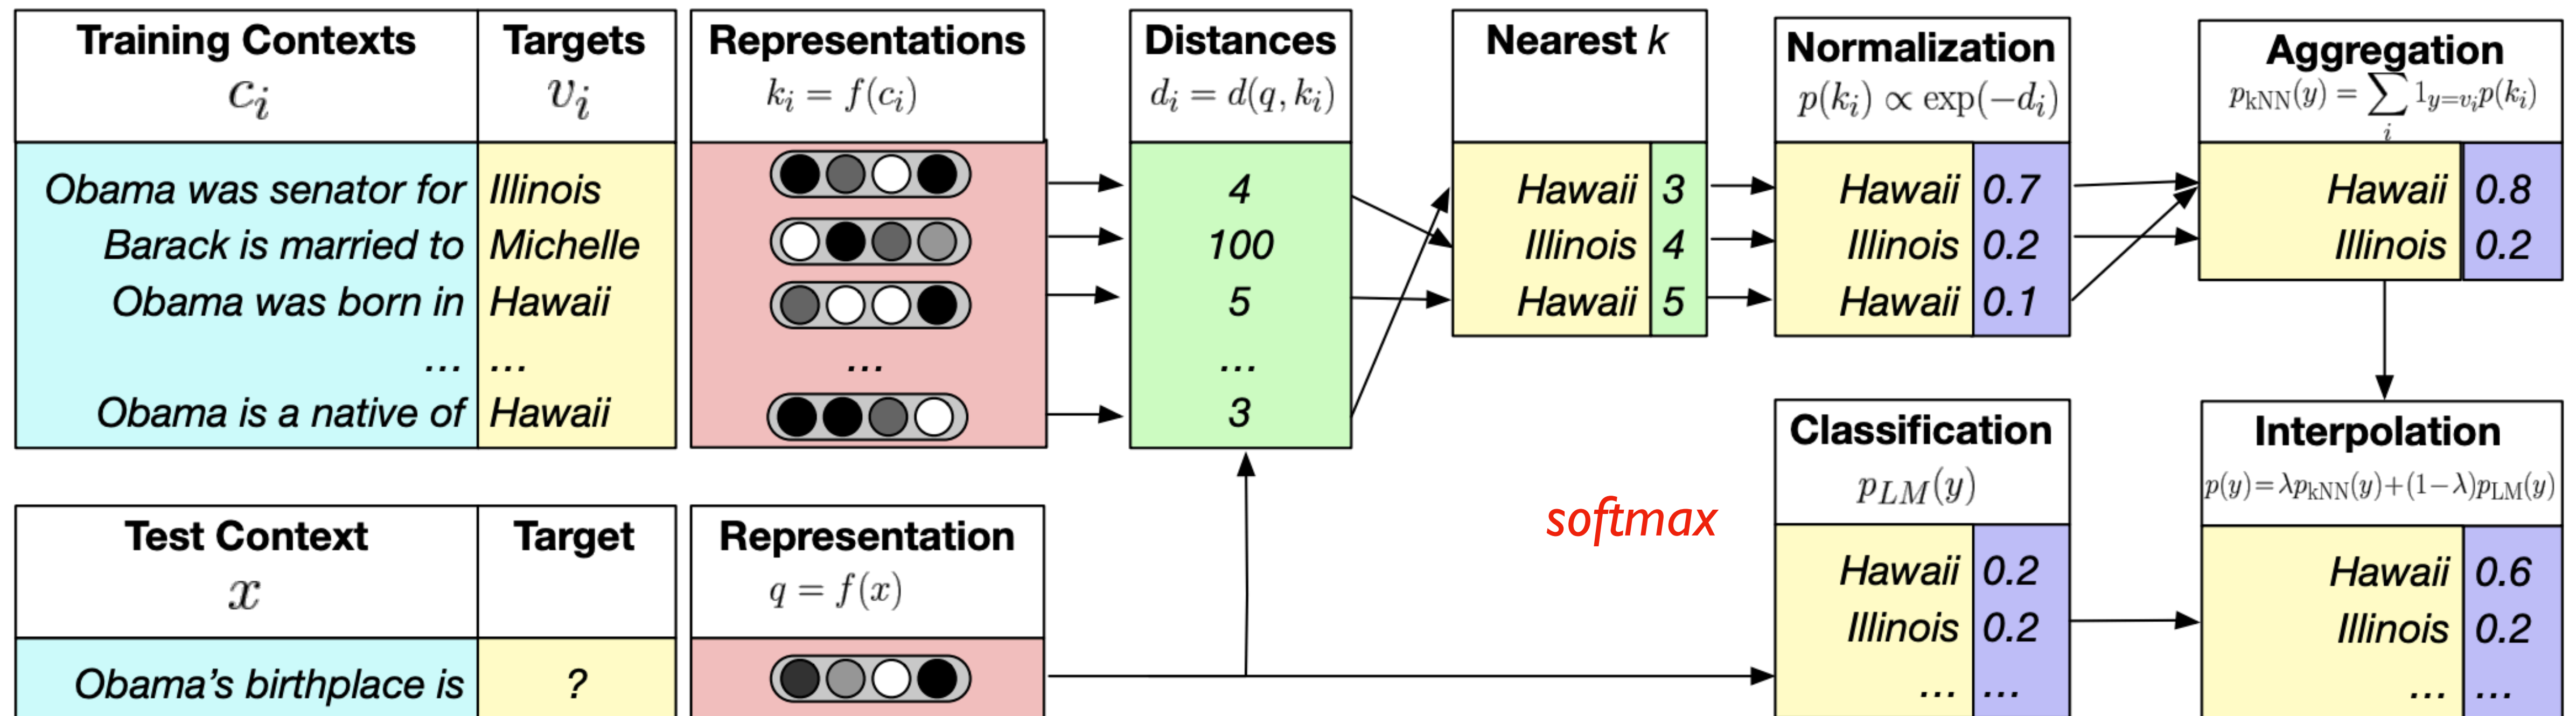 Training Contexts
c_i
Targets
v_i
Obama was senator for Illinois
Barack is married to Michelle
Obama was born in Hawaii
... ...
Obama is a native of Hawaii
Representations
k_i = f(c_i)
...
Distances
d_i = d(q, k_i)
4
100
5
...
3
Nearest k
Hawaii 3
Illinois 4
Hawaii 5
Normalization
p(k_i) ∝ exp(−d_i)
Hawaii 0.7
Illinois 0.2
Hawaii 0.1
Aggregation
p_kNN(y) = ∑_i 1_{y=v_i} p(k_i)
Hawaii 0.8
Illinois 0.2
Test Context
x
Target
Obama's birthplace is ?
Representation
q = f(x)
softmax
Classification
p_LM(y)
Hawaii 0.2
Illinois 0.2
... ...
Interpolation
p(y)=λp_kNN(y)+(1−λ)p_LM(y)
Hawaii 0.6
Illinois 0.2
... ...